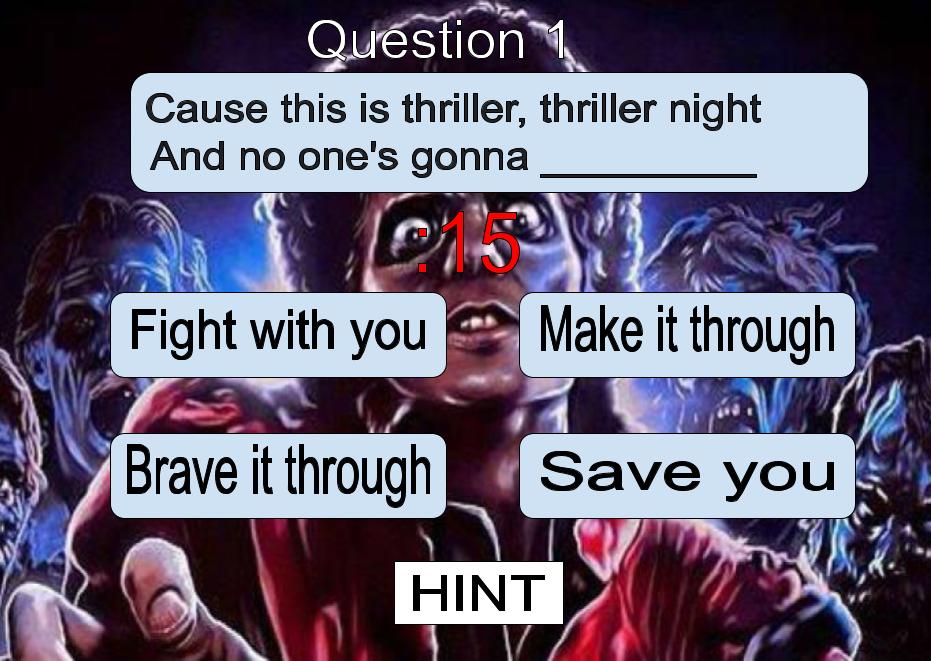 Question 1
Cause this is thriller, thriller night
And no one's gonna __________
:15
Fight with you
Make it through
Brave it through
Save you
HINT